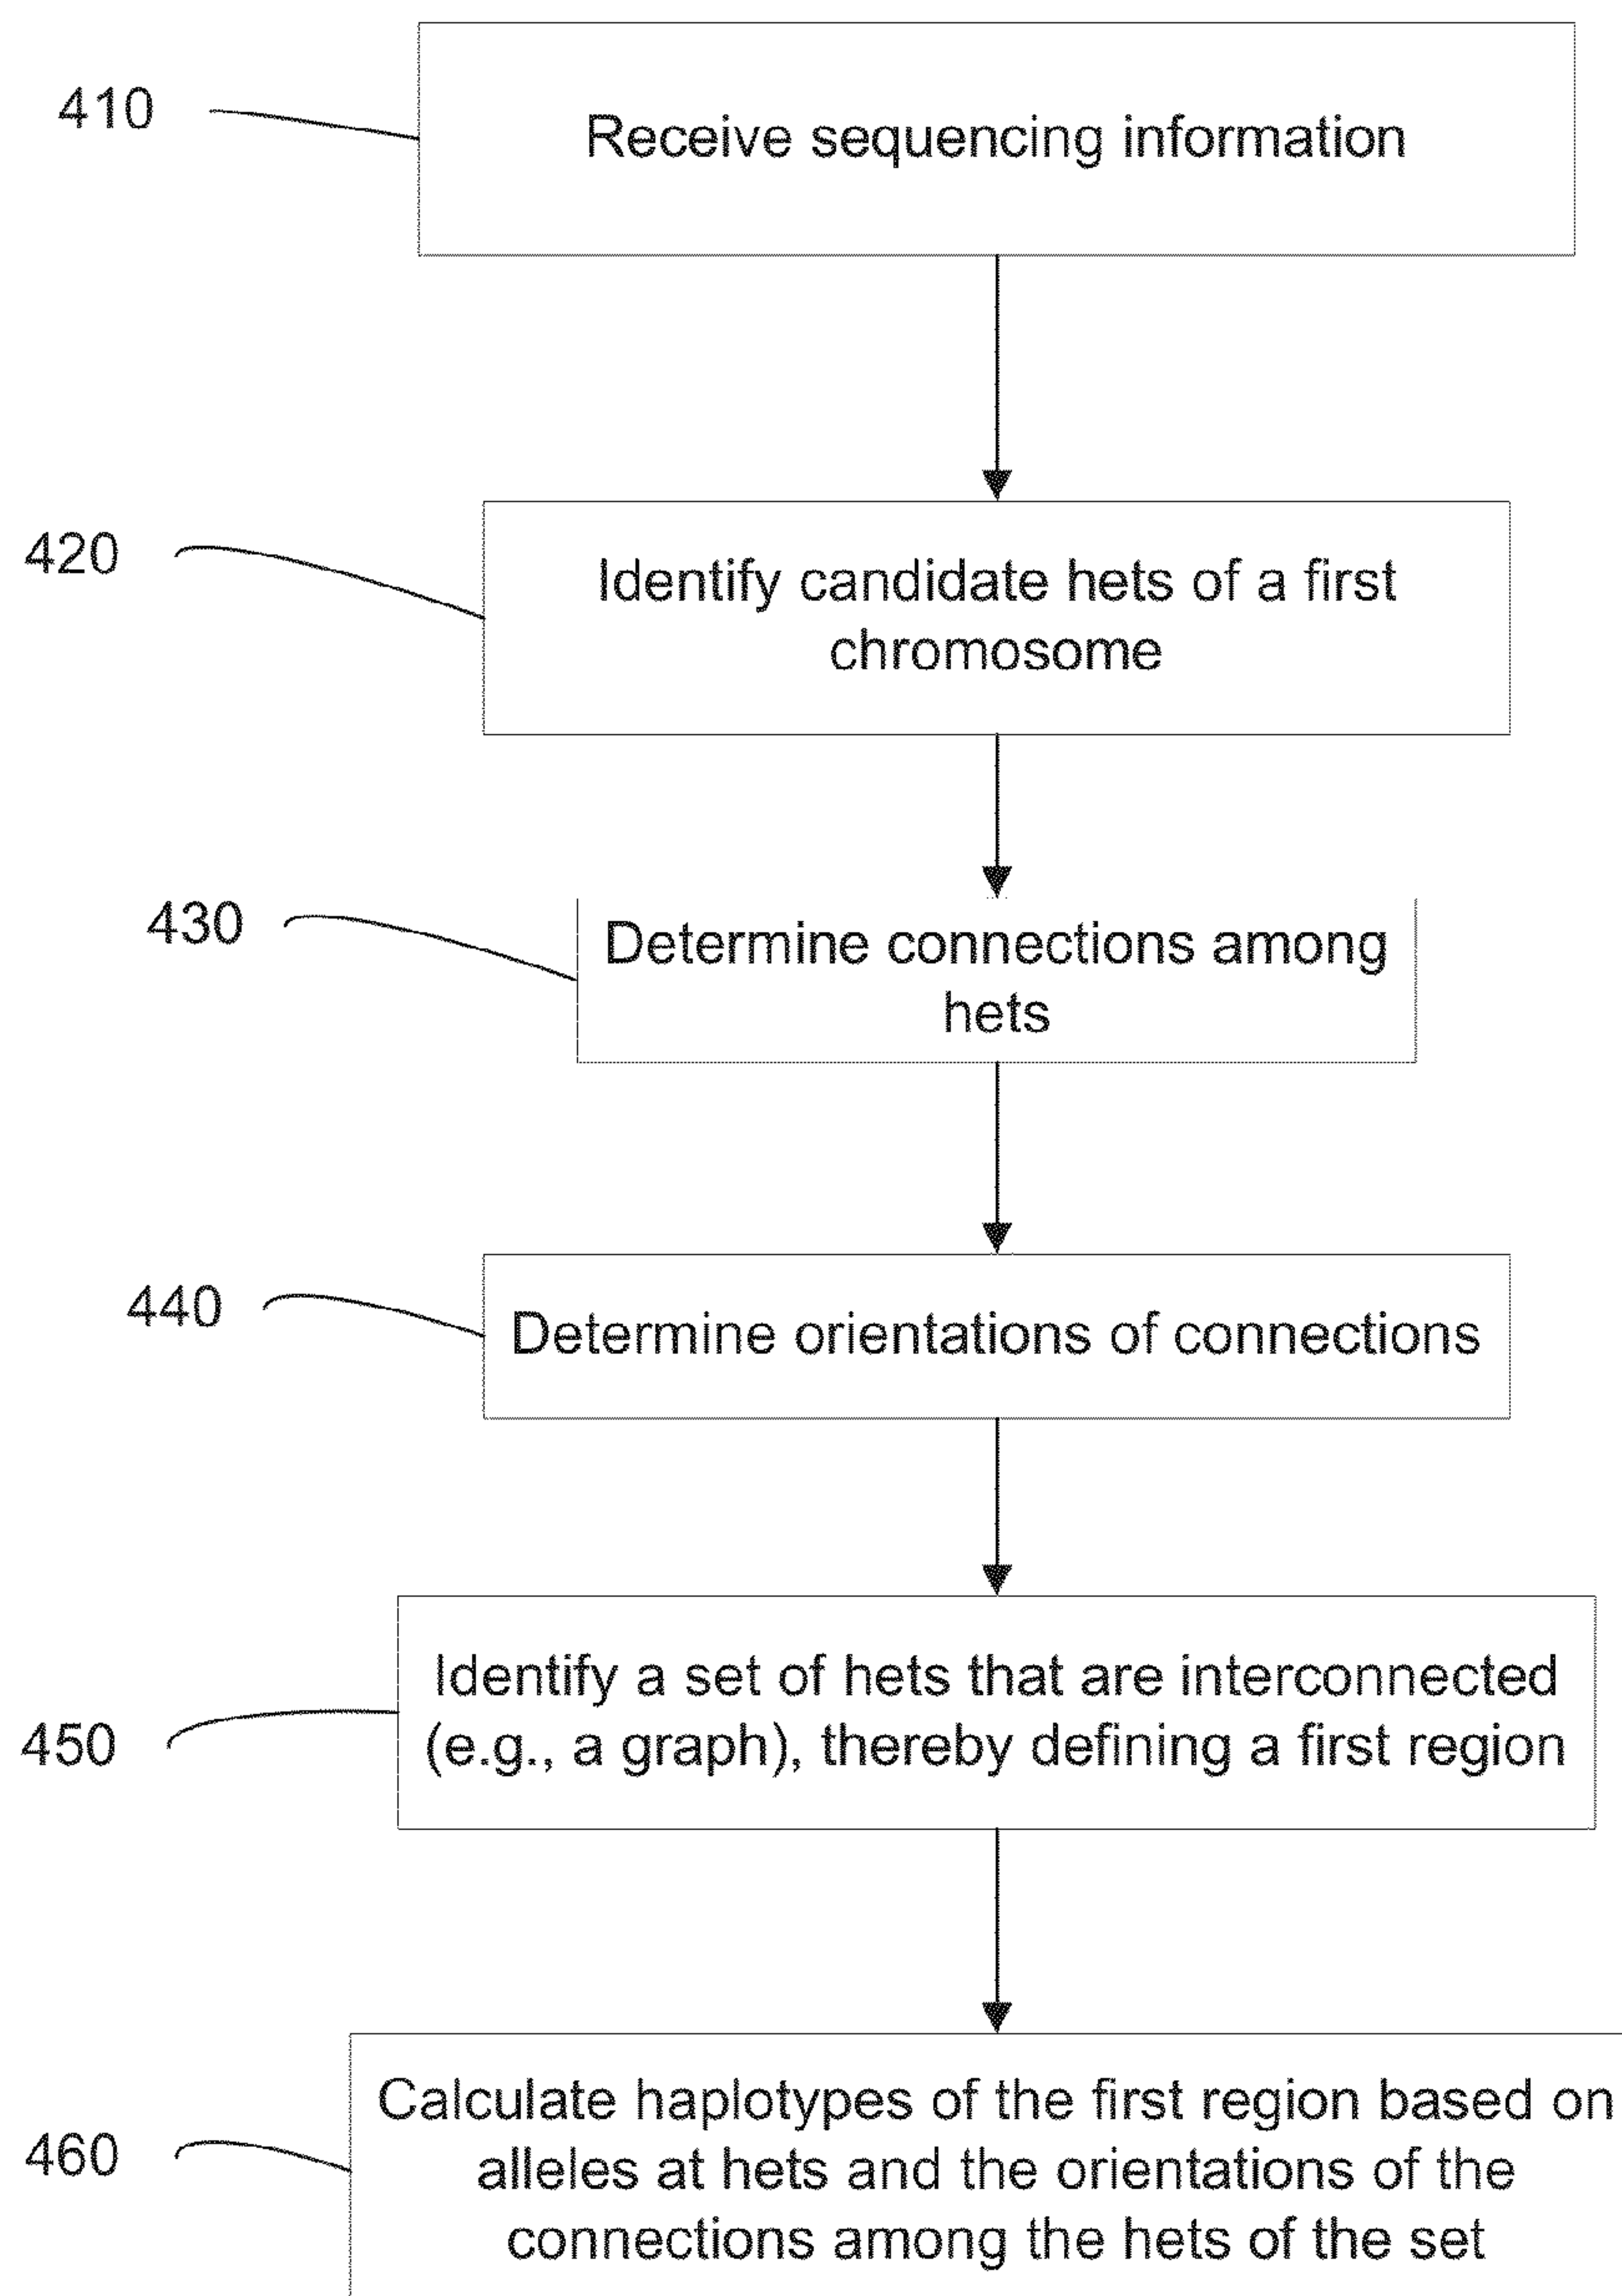 410
Receive sequencing information
420
Identify candidate hets of a first
chromosome
430
Determine connections among
hets
440
Determine orientations of connections
450
Identify a set of hets that are interconnected
(e.g., a graph), thereby defining a first region
460
Calculate haplotypes of the first region based on
alleles at hets and the orientations of the
connections among the hets of the set